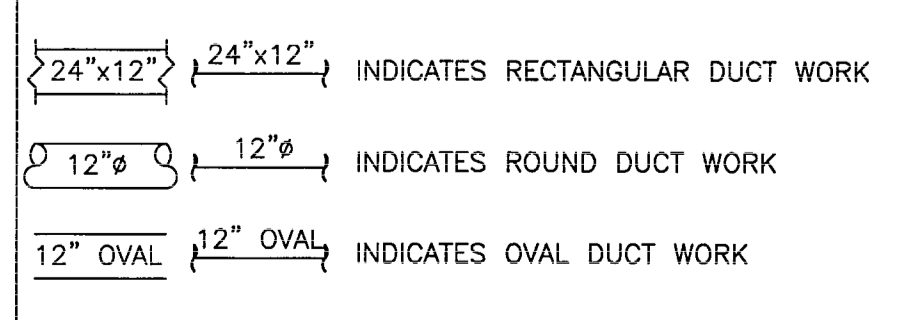 24"x12" 24"x12" INDICATES RECTANGULAR DUCT WORK
12"ø 12"ø INDICATES ROUND DUCT WORK
12" OVAL 12" OVAL INDICATES OVAL DUCT WORK